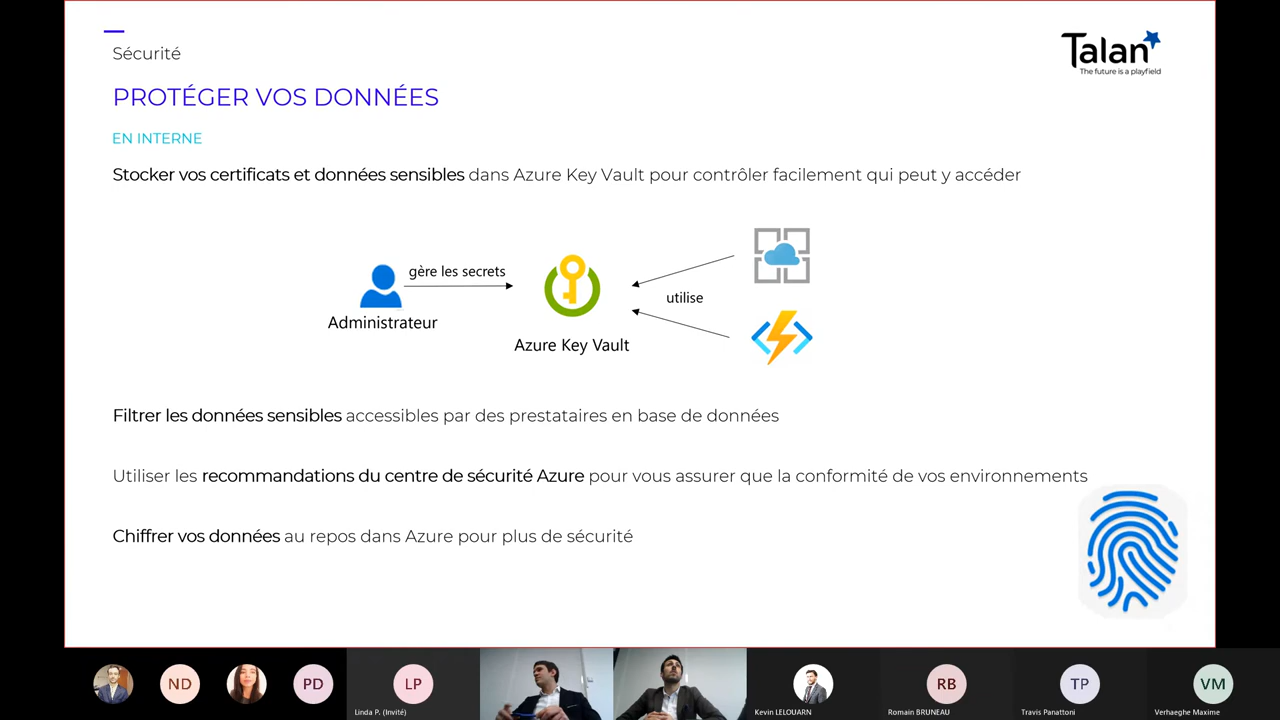 Sécurité
Talan
The future is a playfield
PROTÉGER VOS DONNÉES
EN INTERNE
Stocker vos certificats et données sensibles dans Azure Key Vault pour contrôler facilement qui peut y accéder
gère les secrets
utilise
Administrateur
Azure Key Vault
Filtrer les données sensibles accessibles par des prestataires en base de données
Utiliser les recommandations du centre de sécurité Azure pour vous assurer que la conformité de vos environnements
Chiffrer vos données au repos dans Azure pour plus de sécurité
ND
PD
LP
RB
TP
VM
Linda P. (Invité)
Kevin LELOUARN
Romain BRUNEAU
Travis Panattoni
Verhaeghe Maxime